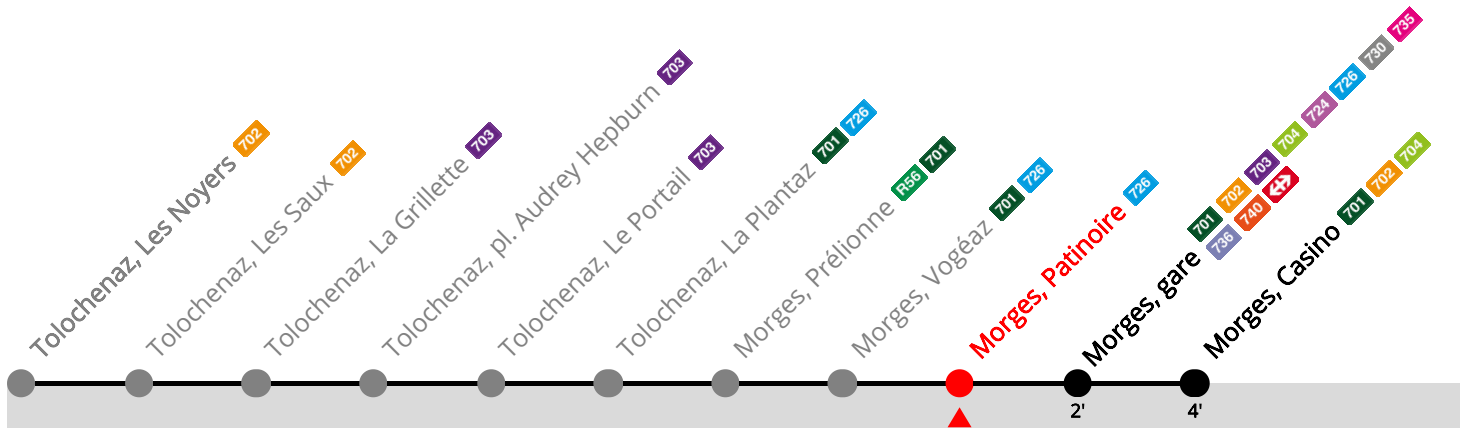 Tolochenaz, Les Noyers 702
Tolochenaz, Les Saux 702
Tolochenaz, La Grillette 703
Tolochenaz, pl. Audrey Hepburn 703
Tolochenaz, Le Portail 703
Tolochenaz, La Plantaz 701 726
Morges, Prélionne R56 701
Morges, Vogéaz 701 726
Morges, Patinoire 726
Morges, gare 701 702 703 704 724 726 730 735
736 740
Morges, Casino 701 702 704
2' 4'